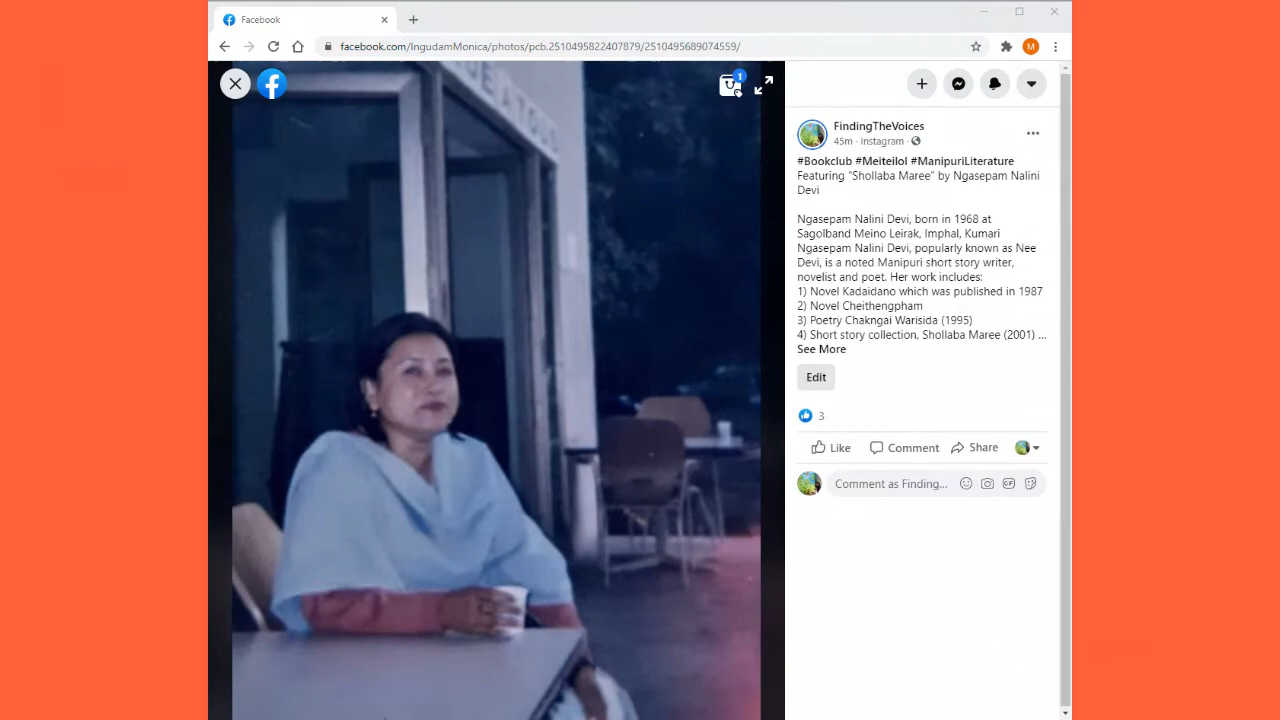 Facebook
facebook.com/IngudamMonica/photos/pcb.2510495822407879/2510495689074559/
M
1
FindingTheVoices
45m · Instagram ·
#Bookclub #Meiteilol #ManipuriLiterature
Featuring “Shollaba Maree” by Ngasepam Nalini
Devi
Ngasepam Nalini Devi, born in 1968 at
Sagolband Meino Leirak, Imphal, Kumari
Ngasepam Nalini Devi, popularly known as Nee
Devi, is a noted Manipuri short story writer,
novelist and poet. Her work includes:
1) Novel Kadaidano which was published in 1987
2) Novel Cheithengpham
3) Poetry Chakngai Warisida (1995)
4) Short story collection, Shollaba Maree (2001) ...
See More
Edit
3
Like Comment Share
Comment as Finding...
GIF